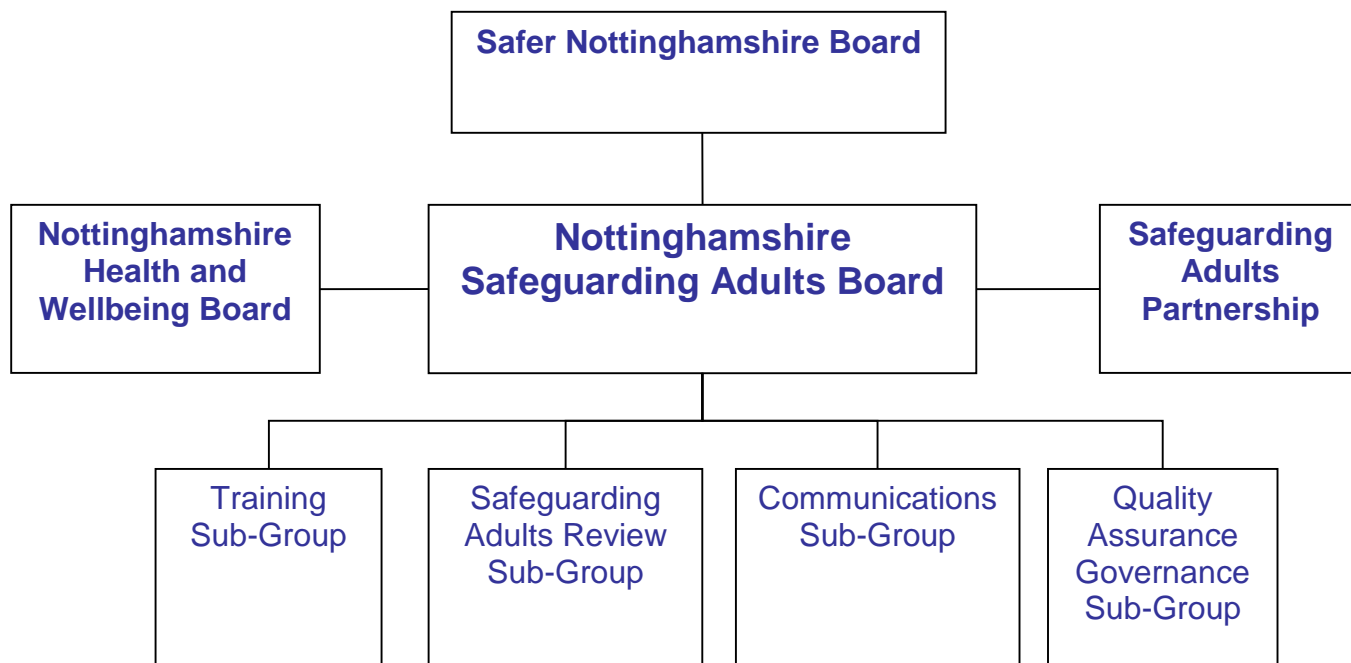 Safer Nottinghamshire Board
Nottinghamshire
Health and
Wellbeing Board
Nottinghamshire
Safeguarding Adults Board
Safeguarding
Adults
Partnership
Training
Sub-Group
Safeguarding
Adults Review
Sub-Group
Communications
Sub-Group
Quality
Assurance
Governance
Sub-Group